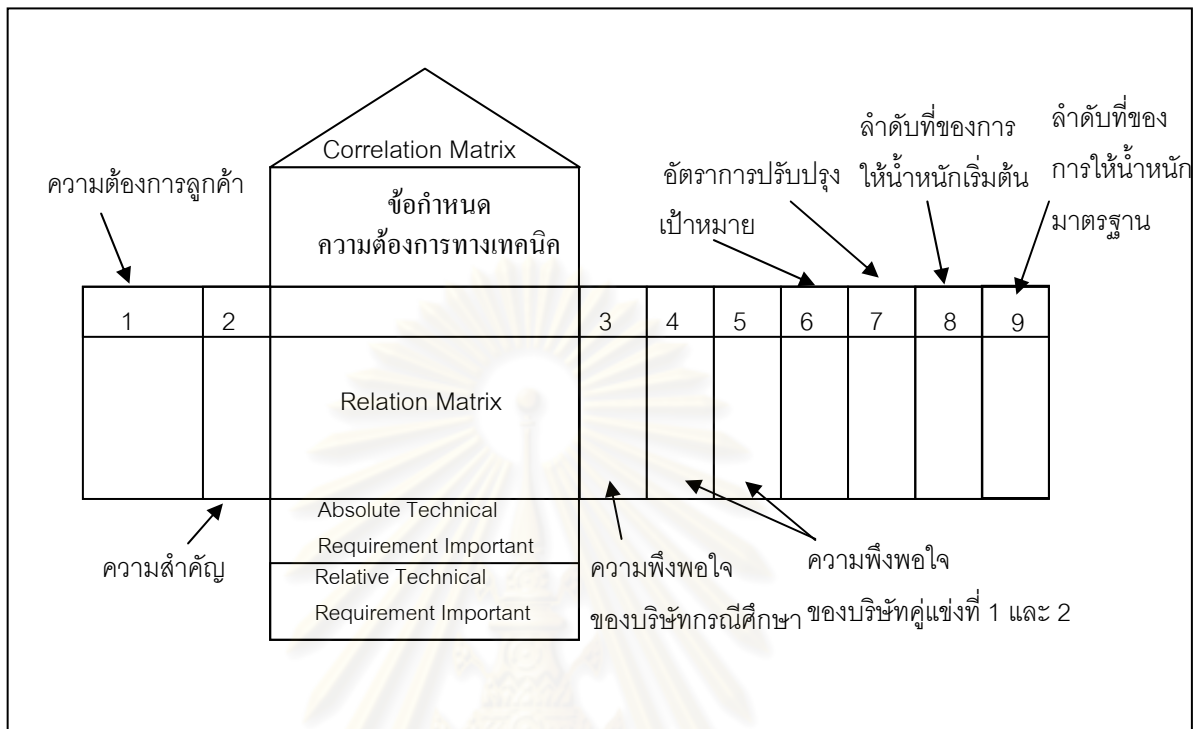 Correlation Matrix
ข้อกำหนด
ความต้องการทางเทคนิค
ความต้องการลูกค้า
อัตราการปรับปรุง
เป้าหมาย
ลำดับที่ของการ
ให้น้ำหนักเริ่มต้น
ลำดับที่ของ
การให้น้ำหนัก
มาตรฐาน
1 2 3 4 5 6 7 8 9
Relation Matrix
Absolute Technical
Requirement Important
Relative Technical
Requirement Important
ความสำคัญ
ความพึงพอใจ
ของบริษัทกรณีศึกษา
ความพึงพอใจ
ของบริษัทคู่แข่งที่ 1 และ 2